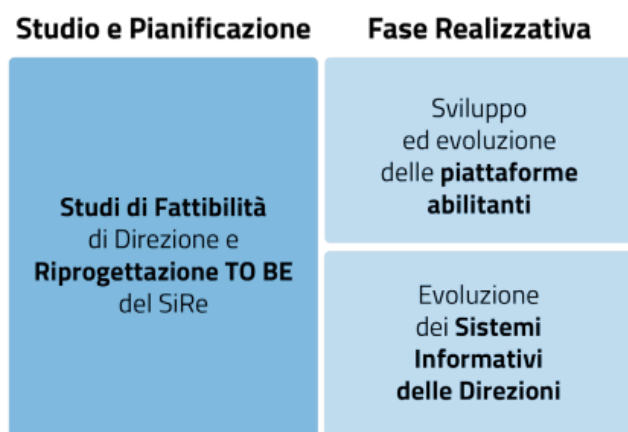 Studio e Pianificazione
Studi di Fattibilità
di Direzione e
Riprogettazione TO BE
del SiRe
Fase Realizzativa
Sviluppo
ed evoluzione
delle piattaforme
abilitanti
Evoluzione
dei Sistemi
Informativi
delle Direzioni